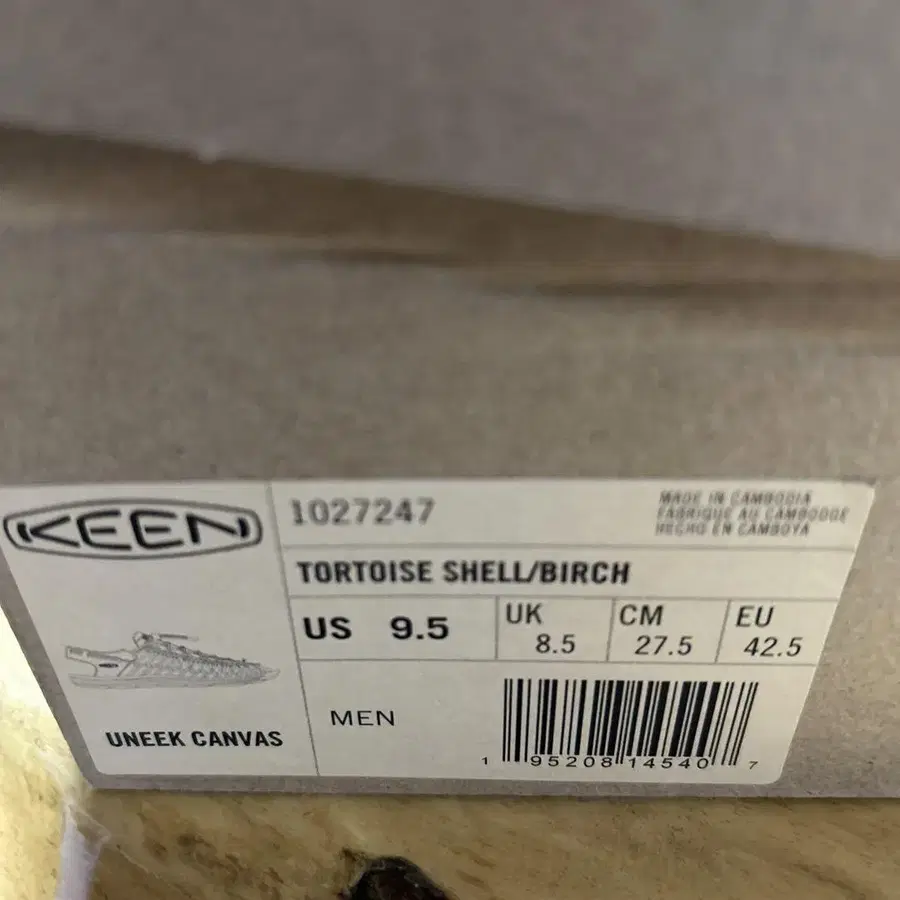 KEEN
1027247
MADE IN CAMBODIA
FABRIQUE AU CAMBODGE
HECHO EN CAMBOYA
TORTOISE SHELL/BIRCH
US 9.5
UK 8.5
CM 27.5
EU 42.5
UNEEK CANVAS
MEN
1 95208 14540 7